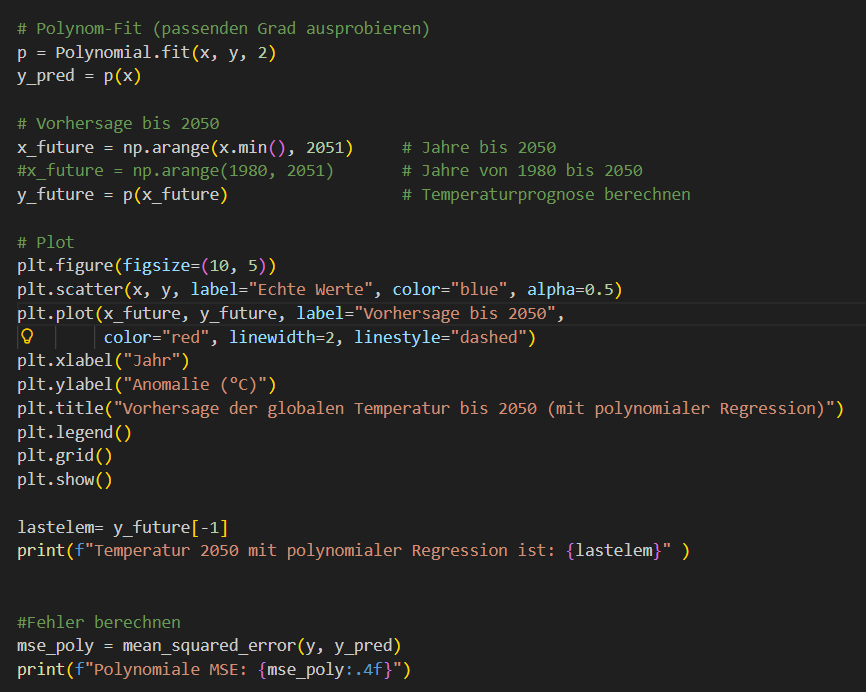 # Polynom-Fit (passenden Grad ausprobieren)
p = Polynomial.fit(x, y, 2)
y_pred = p(x)
# Vorhersage bis 2050
x_future = np.arange(x.min(), 2051)     # Jahre bis 2050
#x_future = np.arange(1980, 2051)       # Jahre von 1980 bis 2050
y_future = p(x_future)                  # Temperaturprognose berechnen
# Plot
plt.figure(figsize=(10, 5))
plt.scatter(x, y, label="Echte Werte", color="blue", alpha=0.5)
plt.plot(x_future, y_future, label="Vorhersage bis 2050",
         color="red", linewidth=2, linestyle="dashed")
plt.xlabel("Jahr")
plt.ylabel("Anomalie (°C)")
plt.title("Vorhersage der globalen Temperatur bis 2050 (mit polynomialer Regression)")
plt.legend()
plt.grid()
plt.show()
lastelem= y_future[-1]
print(f"Temperatur 2050 mit polynomialer Regression ist: {lastelem}" )
#Fehler berechnen
mse_poly = mean_squared_error(y, y_pred)
print(f"Polynomiale MSE: {mse_poly:.4f}")